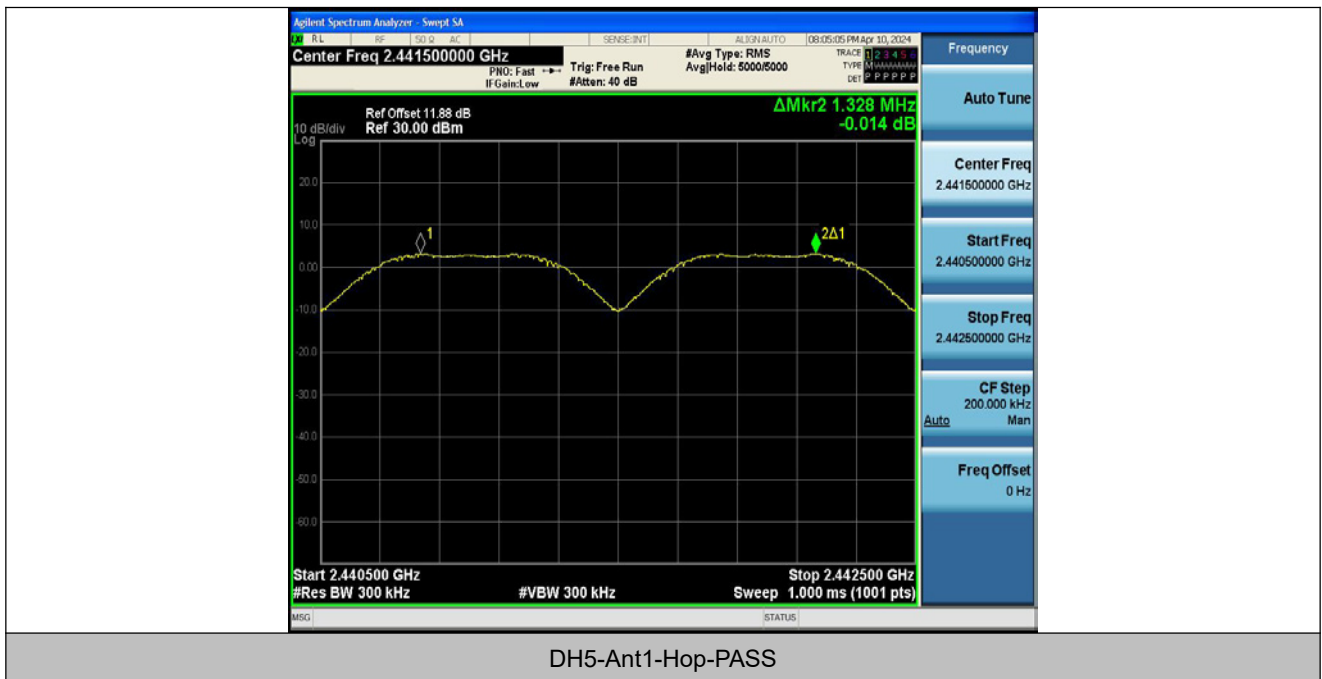 Agilent Spectrum Analyzer - Swept SA
RL RF 50 Ω AC SENSE:INT ALIGN AUTO 08:05:05 PM Apr 10, 2024
Center Freq 2.441500000 GHz
PNO: Fast
IFGain:Low
Trig: Free Run
#Atten: 40 dB
#Avg Type: RMS
Avg|Hold: 5000/5000
TRACE 1 2 3 4 5 6
TYPE
DET P P P P P P
ΔMkr2 1.328 MHz
-0.014 dB
Ref Offset 11.88 dB
10 dB/div Ref 30.00 dBm
Log
20.0
10.0
0.00
-10.0
-20.0
-30.0
-40.0
-50.0
-60.0
1
2Δ1
Start 2.440500 GHz Stop 2.442500 GHz
#Res BW 300 kHz #VBW 300 kHz Sweep 1.000 ms (1001 pts)
MSG STATUS
Frequency
Auto Tune
Center Freq
2.441500000 GHz
Start Freq
2.440500000 GHz
Stop Freq
2.442500000 GHz
CF Step
200.000 kHz
Auto Man
Freq Offset
0 Hz
DH5-Ant1-Hop-PASS